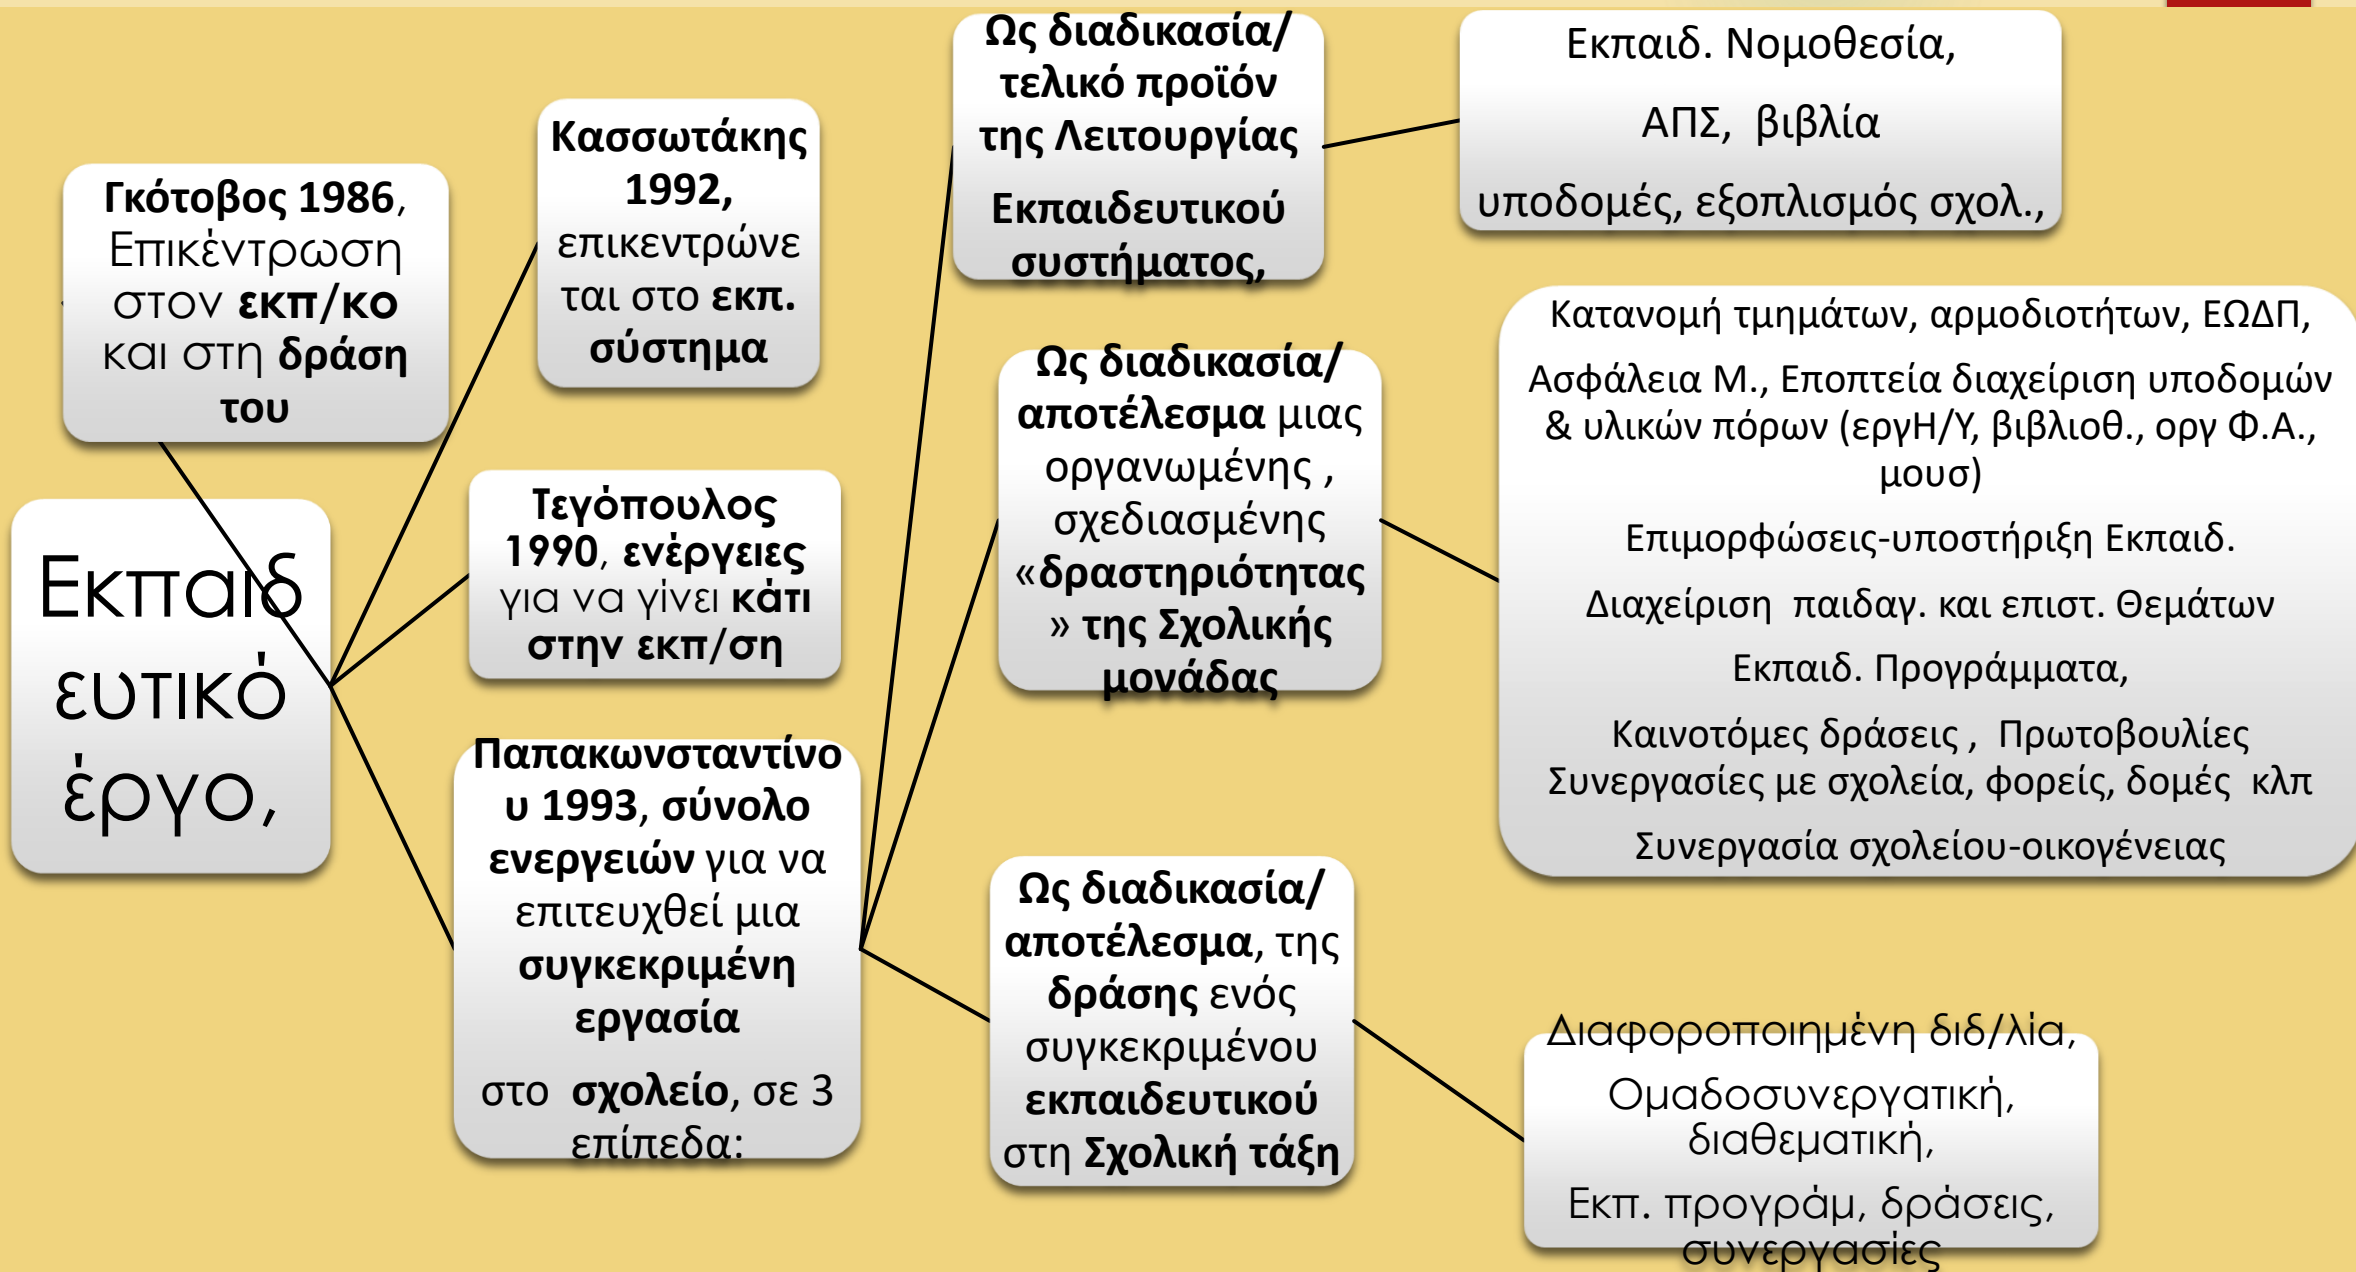 Εκπαιδ
ευτικό
έργο,
Γκότοβος 1986,
Επικέντρωση
στον εκπ/κο
και στη δράση
του
Κασσωτάκης
1992,
επικεντρώνε
ται στο εκπ.
σύστημα
Τεγόπουλος
1990, ενέργειες
για να γίνει κάτι
στην εκπ/ση
Παπακωνσταντίνο
υ 1993, σύνολο
ενεργειών για να
επιτευχθεί μια
συγκεκριμένη
εργασία
στο σχολείο, σε 3
επίπεδα:
Ως διαδικασία/
τελικό προϊόν
της Λειτουργίας
Εκπαιδευτικού
συστήματος,
Εκπαιδ. Νομοθεσία,
ΑΠΣ, βιβλία
υποδομές, εξοπλισμός σχολ.,
Ως διαδικασία/
αποτέλεσμα μιας
οργανωμένης ,
σχεδιασμένης
«δραστηριότητας
» της Σχολικής
μονάδας
Κατανομή τμημάτων, αρμοδιοτήτων, ΕΩΔΠ,
Ασφάλεια Μ., Εποπτεία διαχείριση υποδομών
& υλικών πόρων (εργΗ/Υ, βιβλιοθ., οργ Φ.Α.,
μουσ)
Επιμορφώσεις-υποστήριξη Εκπαιδ.
Διαχείριση παιδαγ. και επιστ. Θεμάτων
Εκπαιδ. Προγράμματα,
Καινοτόμες δράσεις , Πρωτοβουλίες
Συνεργασίες με σχολεία, φορείς, δομές κλπ
Συνεργασία σχολείου-οικογένειας
Ως διαδικασία/
αποτέλεσμα, της
δράσης ενός
συγκεκριμένου
εκπαιδευτικού
στη Σχολική τάξη
Διαφοροποιημένη διδ/λία,
Ομαδοσυνεργατική,
διαθεματική,
Εκπ. προγράμ, δράσεις,
συνεργασίες